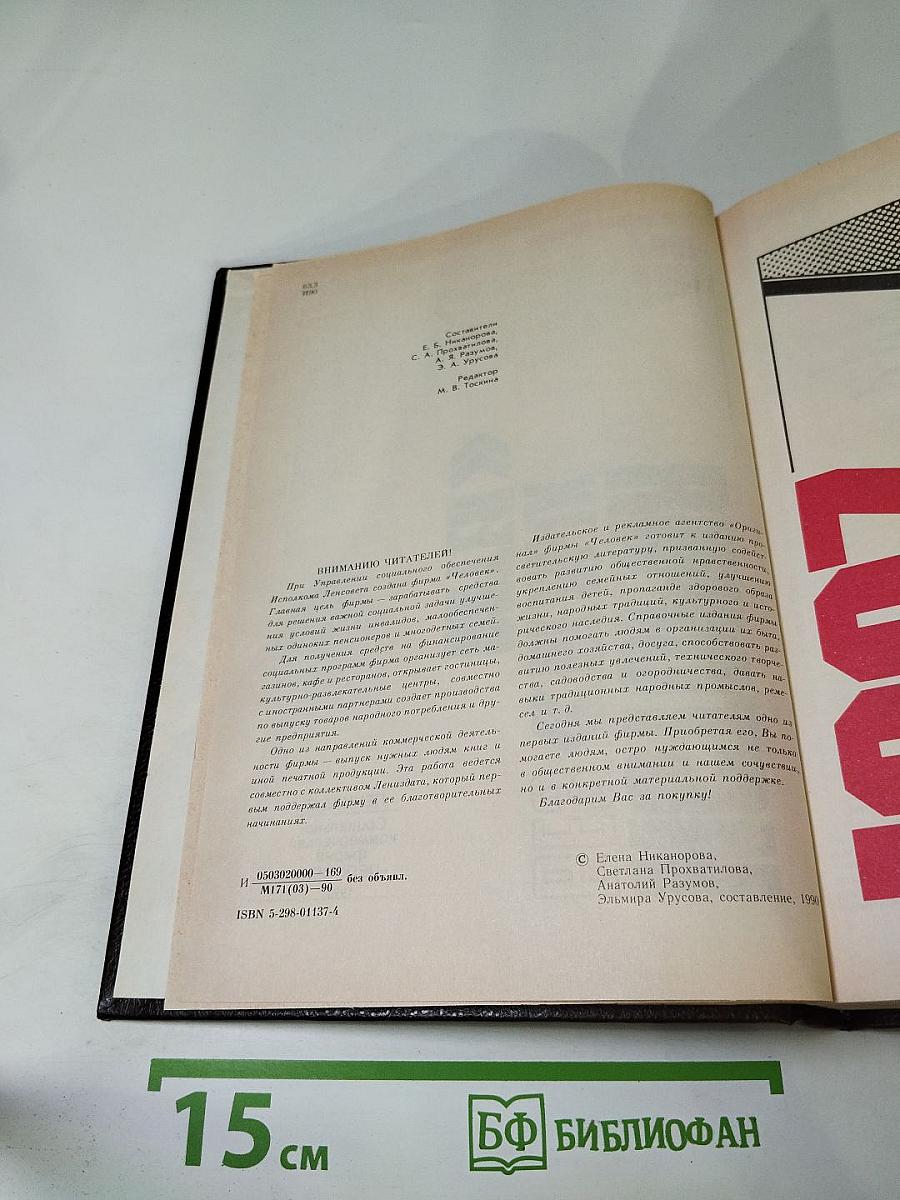 63.3
И90
Составители
Е. Б. Никанорова,
С. А. Прохватилова,
А. Я. Разумов,
Э. А. Урусова
Редактор
М. В. Тоскина
ВНИМАНИЮ ЧИТАТЕЛЕЙ!
При Управлении социального обеспечения
Исполкома Ленсовета создана фирма «Человек».
Главная цель фирмы — зарабатывать средства
для решения важной социальной задачи улучше-
ния условий жизни инвалидов, малообеспечен-
ных одиноких пенсионеров и многодетных семей.
Для получения средств на финансирование
социальных программ фирма организует сеть ма-
газинов, кафе и ресторанов, открывает гостиницы,
культурно-развлекательные центры, совместно
с иностранными партнерами создает производства
по выпуску товаров народного потребления и дру-
гие предприятия.
Одно из направлений коммерческой деятель-
ности фирмы — выпуск нужных людям книг и
иной печатной продукции. Эта работа ведется
совместно с коллективом Лениздата, который пер-
вым поддержал фирму в ее благотворительных
начинаниях.
Издательское и рекламное агентство «Ориги-
нал» фирмы «Человек» готовит к изданию про-
светительскую литературу, призванную содейст-
вовать развитию общественной нравственности,
укреплению семейных отношений, улучшению
воспитания детей, пропаганде здорового образа
жизни, народных традиций, культурного и исто-
рического наследия. Справочные издания фирмы
должны помогать людям в организации их быта,
домашнего хозяйства, досуга, способствовать раз-
витию полезных увлечений, технического творче-
ства, садоводства и огородничества, давать на-
выки традиционных народных промыслов, реме-
сел и т. д.
Сегодня мы представляем читателям одно из
первых изданий фирмы. Приобретая его, Вы по-
могаете людям, остро нуждающимся не только
в общественном внимании и нашем сочувствии,
но и в конкретной материальной поддержке.
Благодарим Вас за покупку!
И 0503020000—169
М171(03)—90 без объявл.
ISBN 5-298-01137-4
© Елена Никанорова,
Светлана Прохватилова,
Анатолий Разумов,
Эльмира Урусова, составление, 1990
15 см
БФ БИБЛИОФАН